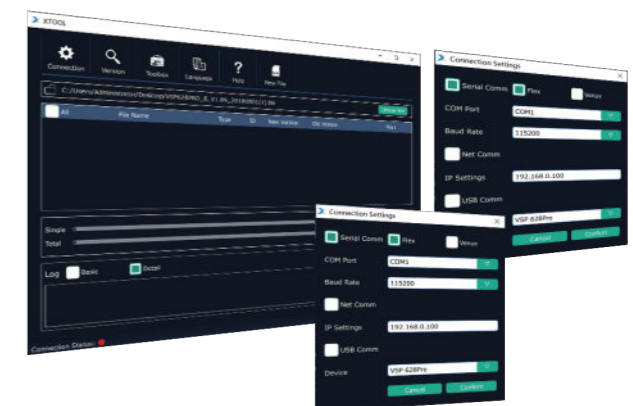 XTOOL
Connection Version Toolbox Language Help New File
All File Name Type ID New Version Old Version
Single
Total
Log Basic Detail
Connection Status:
Connection Settings
Serial Comm Flex
COM Port COM1
Baud Rate 115200
Net Comm
IP Settings 192.168.0.100
USB Comm
VSP 628Pro
Cancel Confirm
Connection Settings
Serial Comm Flex
COM Port COM1
Baud Rate 115200
Net Comm
IP Settings 192.168.0.100
USB Comm
Device VSP 628Pro
Cancel Confirm